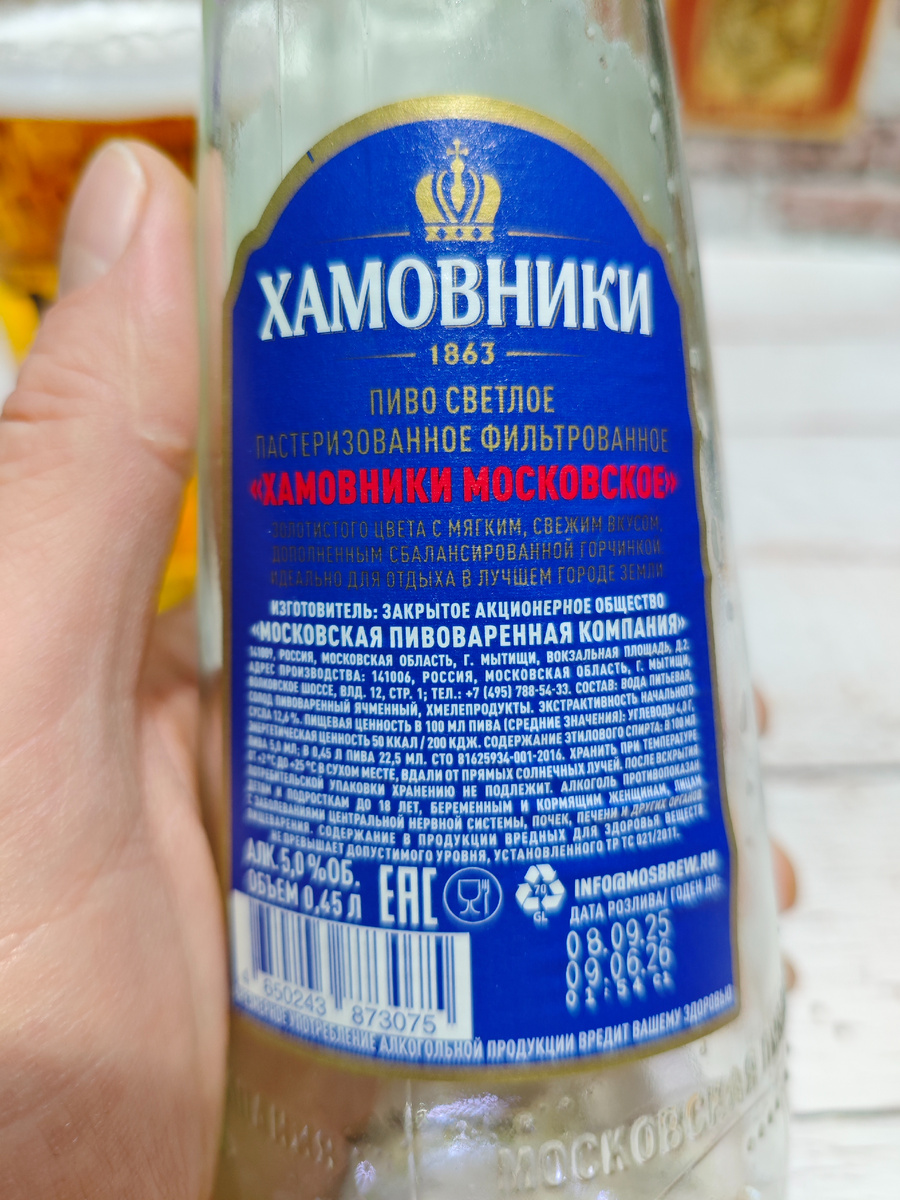 ХАМОВНИКИ
1863
ПИВО СВЕТЛОЕ
ПАСТЕРИЗОВАННОЕ ФИЛЬТРОВАННОЕ
«ХАМОВНИКИ МОСКОВСКОЕ»
ЗОЛОТИСТОГО ЦВЕТА С МЯГКИМ, СВЕЖИМ ВКУСОМ,
ДОПОЛНЕННЫМ СБАЛАНСИРОВАННОЙ ГОРЧИНКОЙ.
ИДЕАЛЬНО ДЛЯ ОТДЫХА В ЛУЧШЕМ ГОРОДЕ ЗЕМЛИ
ИЗГОТОВИТЕЛЬ: ЗАКРЫТОЕ АКЦИОНЕРНОЕ ОБЩЕСТВО
«МОСКОВСКАЯ ПИВОВАРЕННАЯ КОМПАНИЯ»
141009, РОССИЯ, МОСКОВСКАЯ ОБЛАСТЬ, Г. МЫТИЩИ, ВОКЗАЛЬНАЯ ПЛОЩАДЬ, Д.2.
АДРЕС ПРОИЗВОДСТВА: 141006, РОССИЯ, МОСКОВСКАЯ ОБЛАСТЬ, Г. МЫТИЩИ,
ВОЛКОВСКОЕ ШОССЕ, ВЛД. 12, СТР. 1; ТЕЛ.: +7 (495) 788-54-33. СОСТАВ: ВОДА ПИТЬЕВАЯ,
СОЛОД ПИВОВАРЕННЫЙ ЯЧМЕННЫЙ, ХМЕЛЕПРОДУКТЫ. ЭКСТРАКТИВНОСТЬ НАЧАЛЬНОГО
СУСЛА 12,6 %. ПИЩЕВАЯ ЦЕННОСТЬ В 100 МЛ ПИВА (СРЕДНИЕ ЗНАЧЕНИЯ): УГЛЕВОДЫ 4,0 Г,
ЭНЕРГЕТИЧЕСКАЯ ЦЕННОСТЬ 50 ККАЛ / 200 КДЖ. СОДЕРЖАНИЕ ЭТИЛОВОГО СПИРТА: В 100 МЛ
ПИВА 5,0 МЛ; В 0,45 Л ПИВА 22,5 МЛ. СТО 81625934-001-2016. ХРАНИТЬ ПРИ ТЕМПЕРАТУРЕ
ОТ +2 °С ДО +25 °С В СУХОМ МЕСТЕ, ВДАЛИ ОТ ПРЯМЫХ СОЛНЕЧНЫХ ЛУЧЕЙ. ПОСЛЕ ВСКРЫТИЯ
ПОТРЕБИТЕЛЬСКОЙ УПАКОВКИ ХРАНЕНИЮ НЕ ПОДЛЕЖИТ. АЛКОГОЛЬ ПРОТИВОПОКАЗАН
ДЕТЯМ И ПОДРОСТКАМ ДО 18 ЛЕТ, БЕРЕМЕННЫМ И КОРМЯЩИМ ЖЕНЩИНАМ, ЛИЦАМ
С ЗАБОЛЕВАНИЯМИ ЦЕНТРАЛЬНОЙ НЕРВНОЙ СИСТЕМЫ, ПОЧЕК, ПЕЧЕНИ И ДРУГИХ ОРГАНОВ
ПИЩЕВАРЕНИЯ. СОДЕРЖАНИЕ В ПРОДУКЦИИ ВРЕДНЫХ ДЛЯ ЗДОРОВЬЯ ВЕЩЕСТВ
НЕ ПРЕВЫШАЕТ ДОПУСТИМОГО УРОВНЯ, УСТАНОВЛЕННОГО ТР ТС 021/2011.
АЛК. 5,0 % ОБ.
ОБЪЕМ 0,45 Л
EAC
70
GL
INFO@MOSBREW.RU
ДАТА РОЗЛИВА/ ГОДЕН ДО:
08.09.25
09.06.26
01:54 C1
4 650243 873075
ЧРЕЗМЕРНОЕ УПОТРЕБЛЕНИЕ АЛКОГОЛЬНОЙ ПРОДУКЦИИ ВРЕДИТ ВАШЕМУ ЗДОРОВЬЮ
МОСКОВСКАЯ